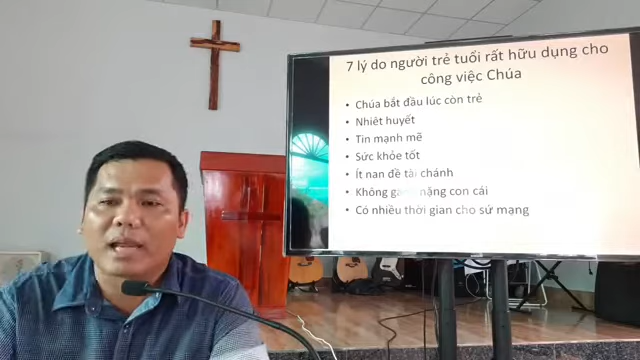 7 lý do người trẻ tuổi rất hữu dụng cho
công việc Chúa
• Chúa bắt đầu lúc còn trẻ
• Nhiệt huyết
• Tin mạnh mẽ
• Sức khỏe tốt
• Ít nan đề tài chánh
• Không gánh nặng con cái
• Có nhiều thời gian cho sứ mạng